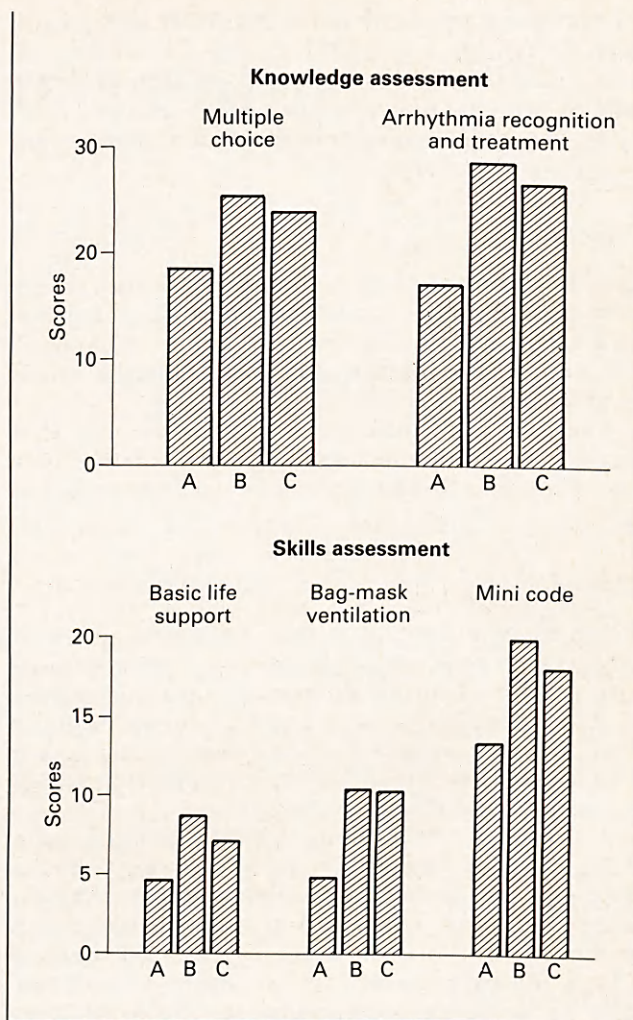 Knowledge assessment
Multiple
choice
Arrhythmia recognition
and treatment
Scores
30
20
10
0
A B C
A B C
Skills assessment
Basic life
support
Bag-mask
ventilation
Mini code
Scores
20
15
10
5
0
A B C
A B C
A B C